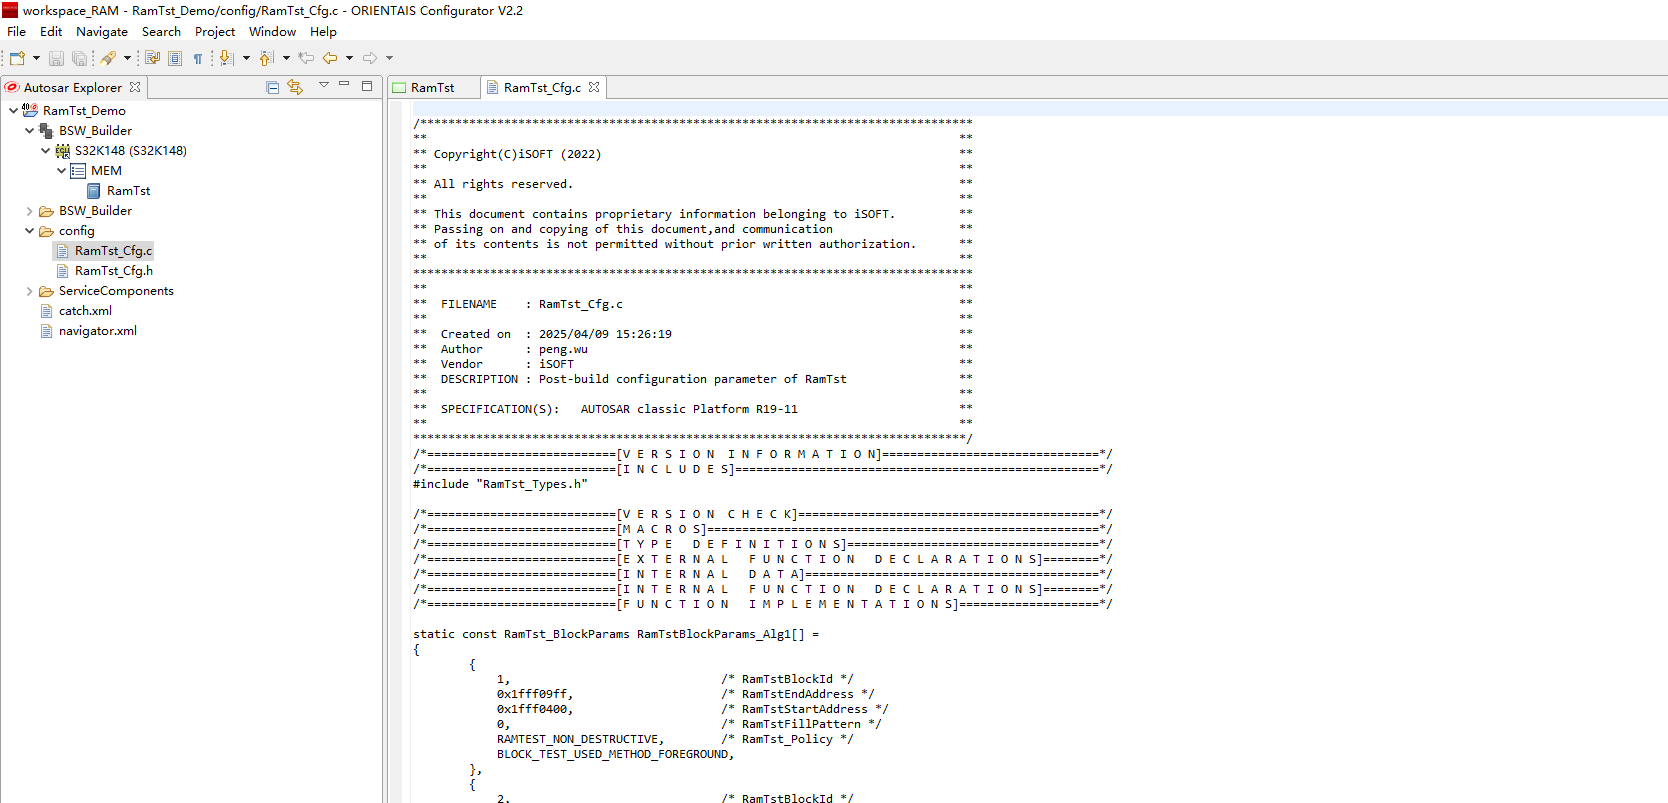 workspace_RAM - RamTst_Demo/config/RamTst_Cfg.c - ORIENTAIS Configurator V2.2
File Edit Navigate Search Project Window Help
Autosar Explorer
RamTst_Demo
BSW_Builder
S32K148 (S32K148)
MEM
RamTst
BSW_Builder
config
RamTst_Cfg.c
RamTst_Cfg.h
ServiceComponents
catch.xml
navigator.xml
RamTst RamTst_Cfg.c
/*******************************************************************************
** **
** Copyright(C)iSOFT (2022) **
** **
** All rights reserved. **
** **
** This document contains proprietary information belonging to iSOFT. **
** Passing on and copying of this document,and communication **
** of its contents is not permitted without prior written authorization. **
** **
********************************************************************************
** **
** FILENAME : RamTst_Cfg.c **
** **
** Created on : 2025/04/09 15:26:19 **
** Author : peng.wu **
** Vendor : iSOFT **
** DESCRIPTION : Post-build configuration parameter of RamTst **
** **
** SPECIFICATION(S): AUTOSAR classic Platform R19-11 **
** **
*******************************************************************************/
/*===========================[V E R S I O N I N F O R M A T I O N]===============================*/
/*===========================[I N C L U D E S]====================================================*/
#include "RamTst_Types.h"
/*===========================[V E R S I O N C H E C K]===========================================*/
/*===========================[M A C R O S]========================================================*/
/*===========================[T Y P E D E F I N I T I O N S]====================================*/
/*===========================[E X T E R N A L F U N C T I O N D E C L A R A T I O N S]========*/
/*===========================[I N T E R N A L D A T A]==========================================*/
/*===========================[I N T E R N A L F U N C T I O N D E C L A R A T I O N S]========*/
/*===========================[F U N C T I O N I M P L E M E N T A T I O N S]====================*/
static const RamTst_BlockParams RamTstBlockParams_Alg1[] =
{
{
1, /* RamTstBlockId */
0x1fff09ff, /* RamTstEndAddress */
0x1fff0400, /* RamTstStartAddress */
0, /* RamTstFillPattern */
RAMTEST_NON_DESTRUCTIVE, /* RamTst_Policy */
BLOCK_TEST_USED_METHOD_FOREGROUND,
},
{
2, /* RamTstBlockId */